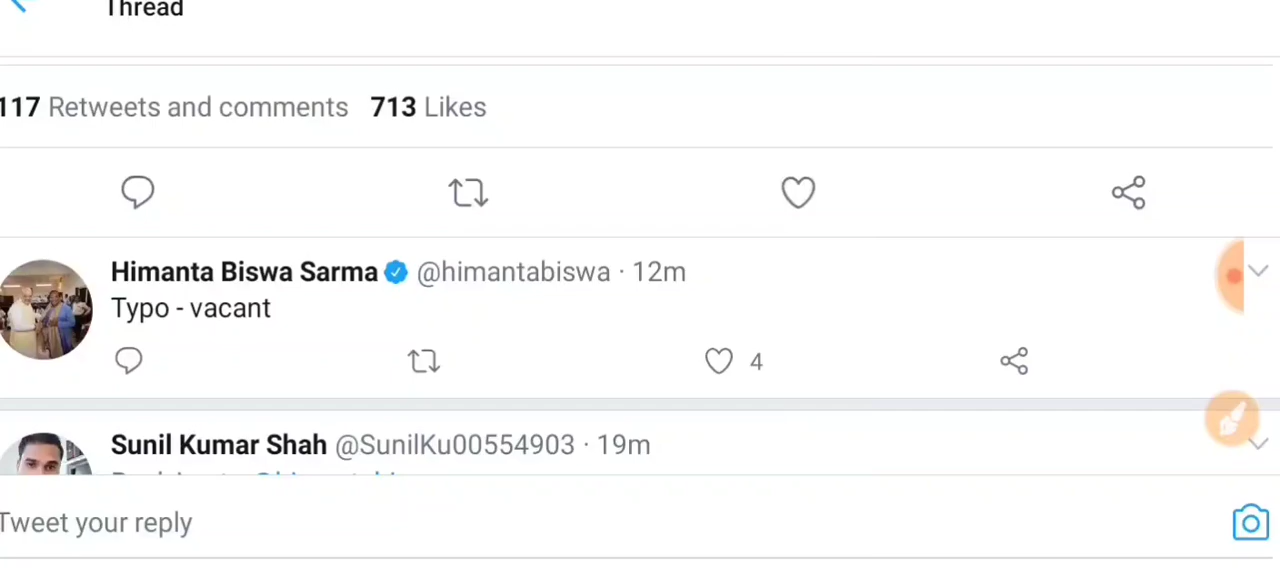 Thread
117 Retweets and comments 713 Likes
Himanta Biswa Sarma @himantabiswa · 12m
Typo - vacant
4
Sunil Kumar Shah @SunilKu00554903 · 19m
Tweet your reply